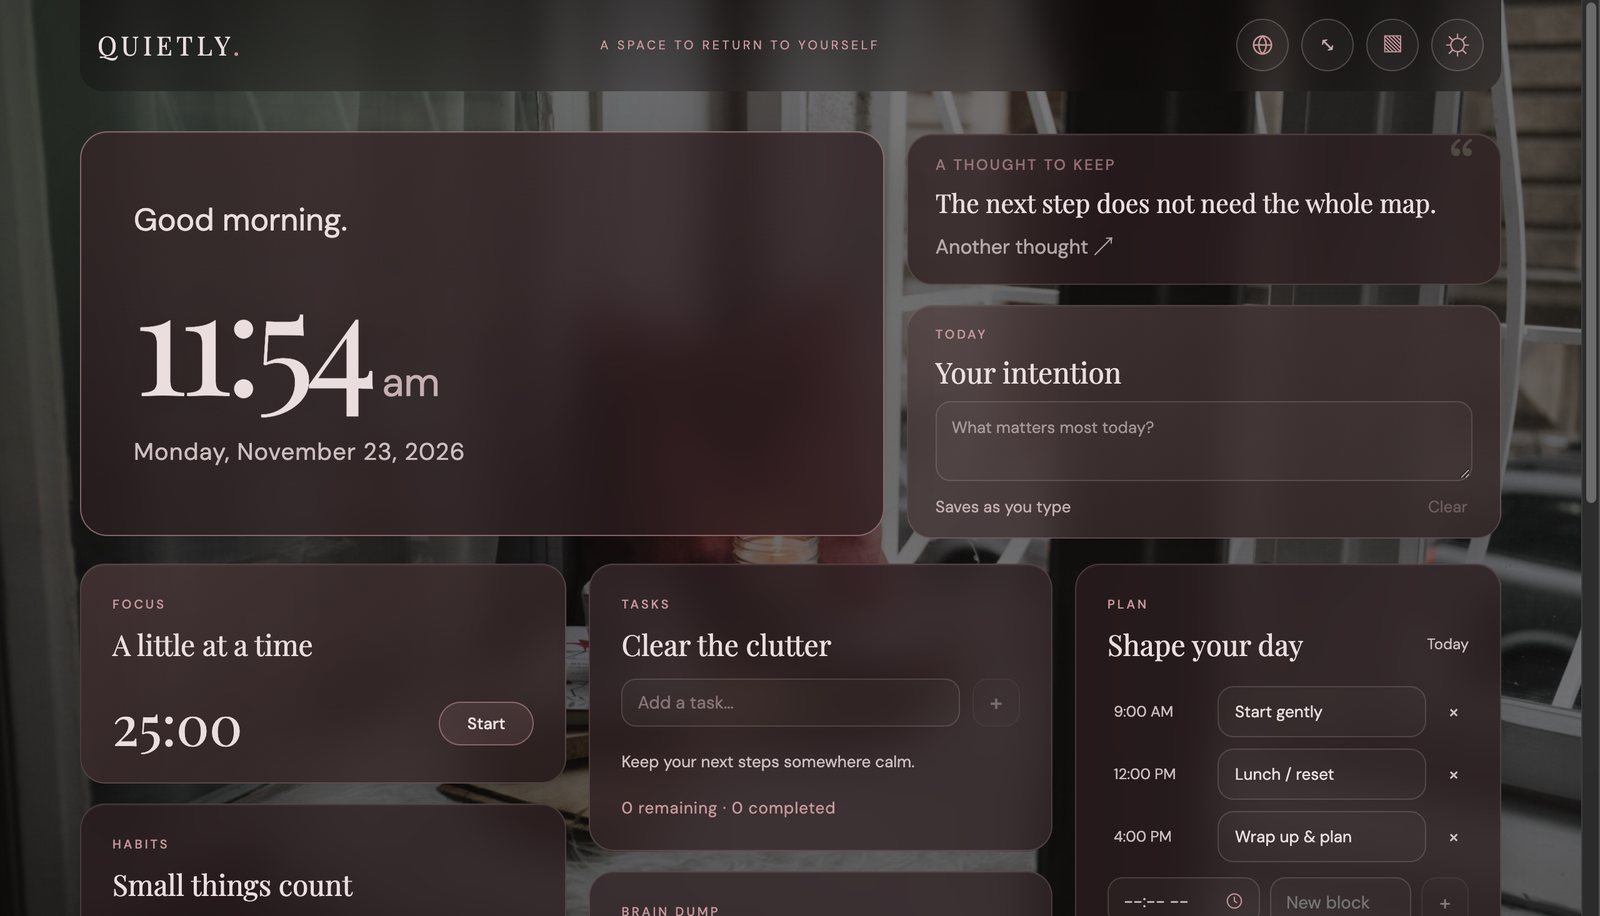 QUIETLY.
A SPACE TO RETURN TO YOURSELF
Good morning.
11:54 am
Monday, November 23, 2026
A THOUGHT TO KEEP
“
The next step does not need the whole map.
Another thought ↗
TODAY
Your intention
What matters most today?
Saves as you type
Clear
FOCUS
A little at a time
25:00
Start
HABITS
Small things count
TASKS
Clear the clutter
Add a task...
+
Keep your next steps somewhere calm.
0 remaining · 0 completed
BRAIN DUMP
PLAN
Shape your day
Today
9:00 AM Start gently ×
12:00 PM Lunch / reset ×
4:00 PM Wrap up & plan ×
--:-- -- New block +